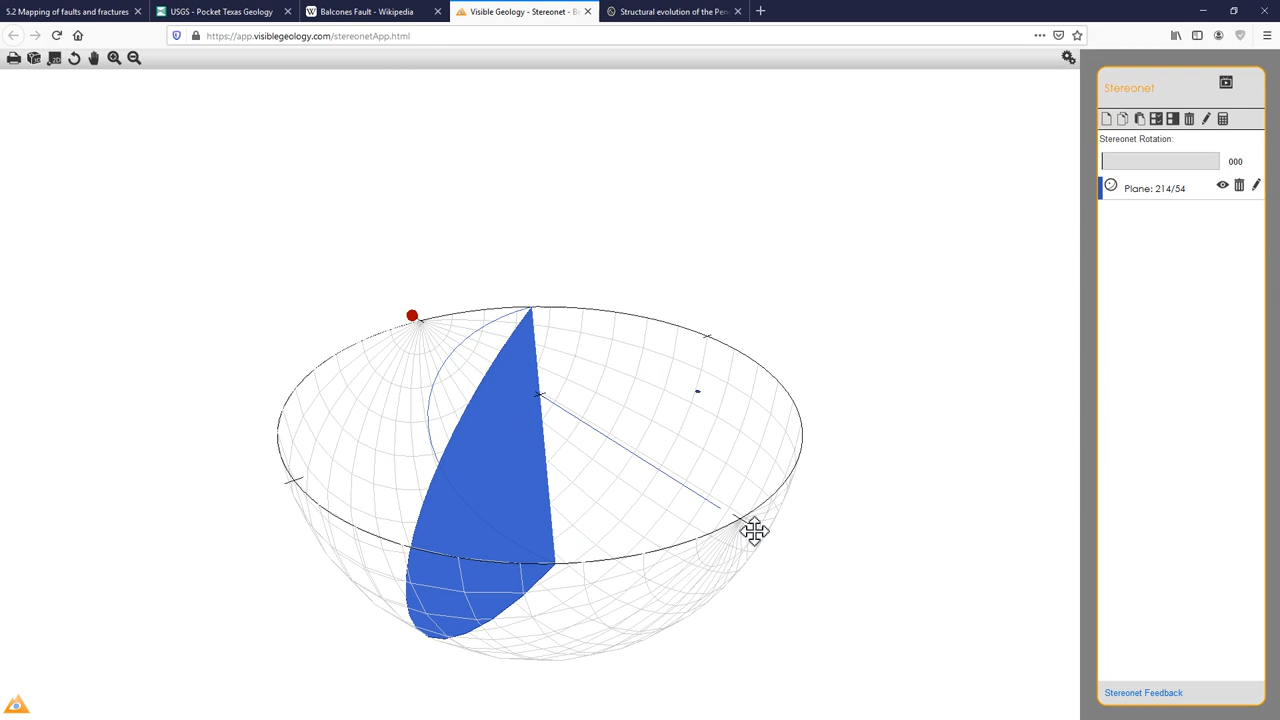 5.2 Mapping of faults and fractures
USGS - Pocket Texas Geology
Balcones Fault - Wikipedia
Visible Geology - Stereonet - B
Structural evolution of the Pen
https://app.visiblegeology.com/stereonetApp.html
Stereonet
Stereonet Rotation:
000
Plane: 214/54
Stereonet Feedback